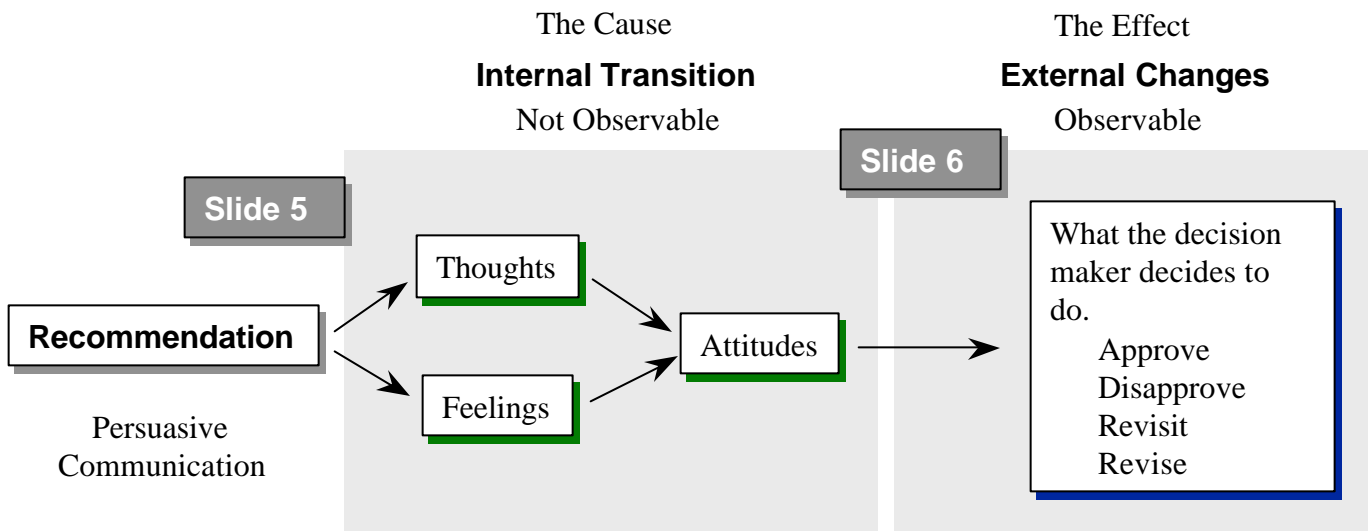 The Cause
Internal Transition
Not Observable
The Effect
External Changes
Observable
Slide 5
Slide 6
Recommendation
Persuasive
Communication
Thoughts
Feelings
Attitudes
What the decision
maker decides to
do.
Approve
Disapprove
Revisit
Revise